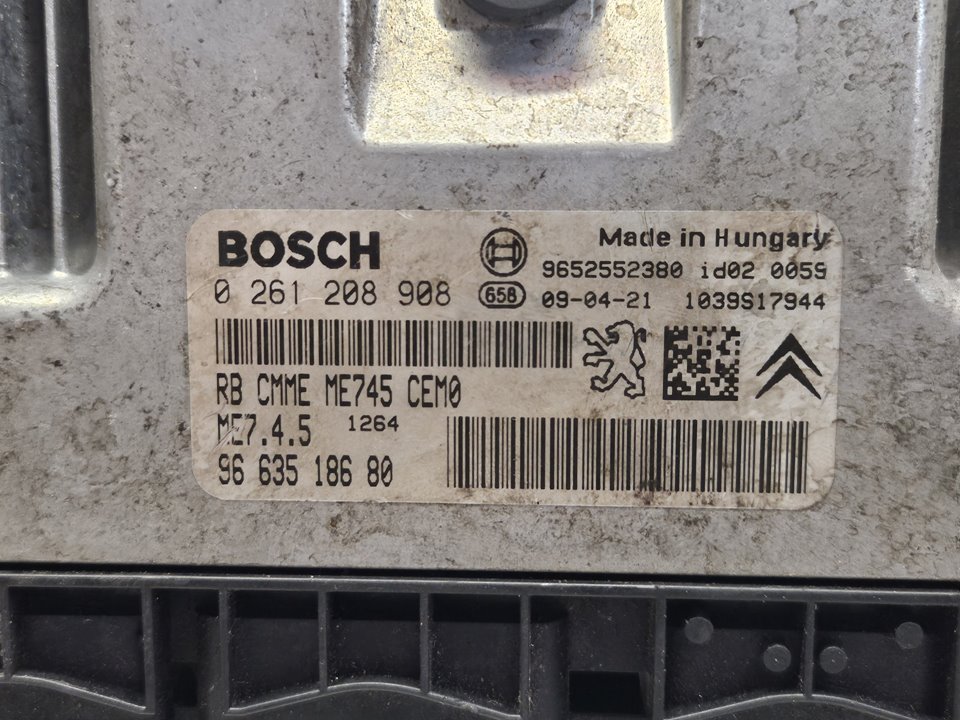 BOSCH
Made in Hungary
9652552380 id02 0059
0 261 208 908
658
09-04-21 1039S17944
RB CMME ME745 CEM0
ME7.4.5 1264
96 635 186 80